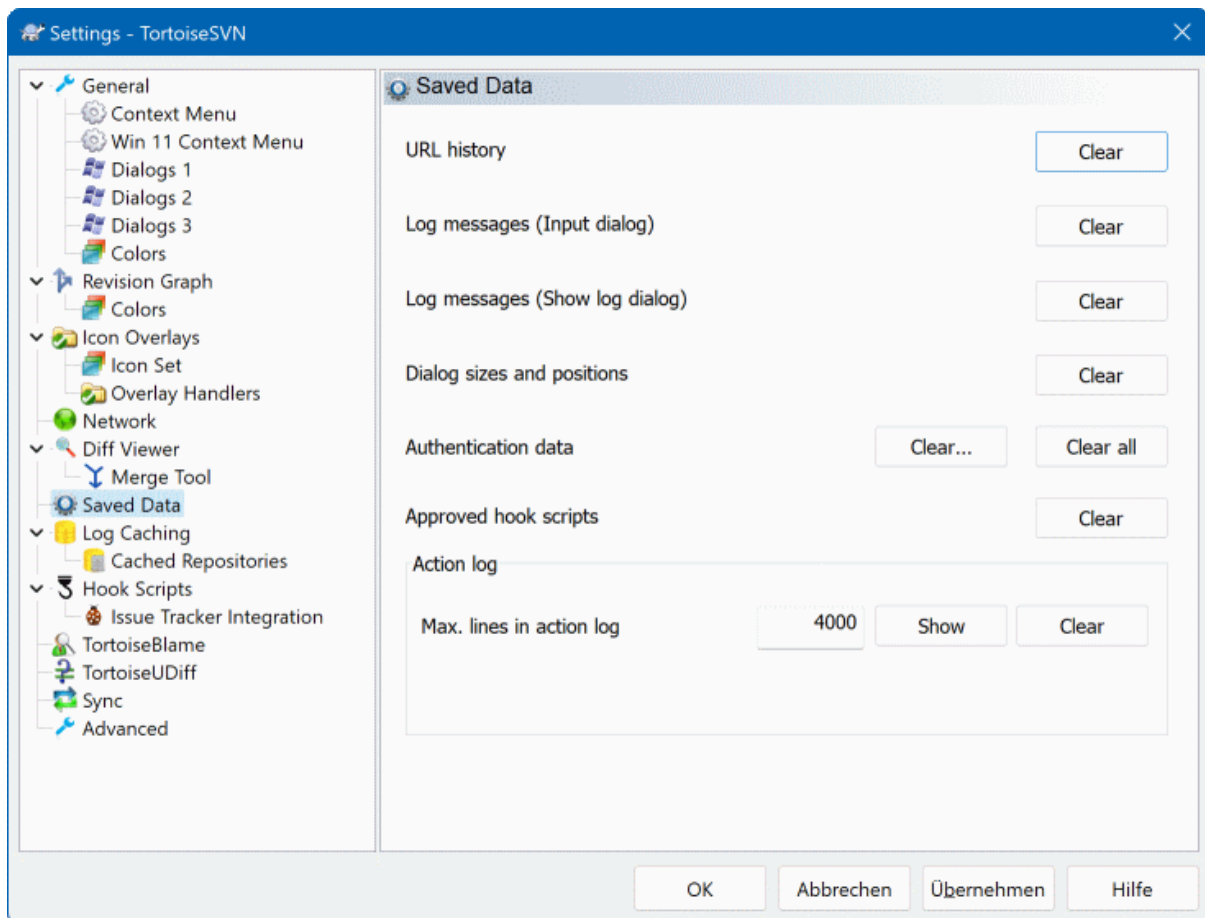 Settings - TortoiseSVN
General
Context Menu
Win 11 Context Menu
Dialogs 1
Dialogs 2
Dialogs 3
Colors
Revision Graph
Colors
Icon Overlays
Icon Set
Overlay Handlers
Network
Diff Viewer
Merge Tool
Saved Data
Log Caching
Cached Repositories
Hook Scripts
Issue Tracker Integration
TortoiseBlame
TortoiseUDiff
Sync
Advanced
Saved Data
URL history Clear
Log messages (Input dialog) Clear
Log messages (Show log dialog) Clear
Dialog sizes and positions Clear
Authentication data Clear... Clear all
Approved hook scripts Clear
Action log
Max. lines in action log 4000 Show Clear
OK Abbrechen Übernehmen Hilfe